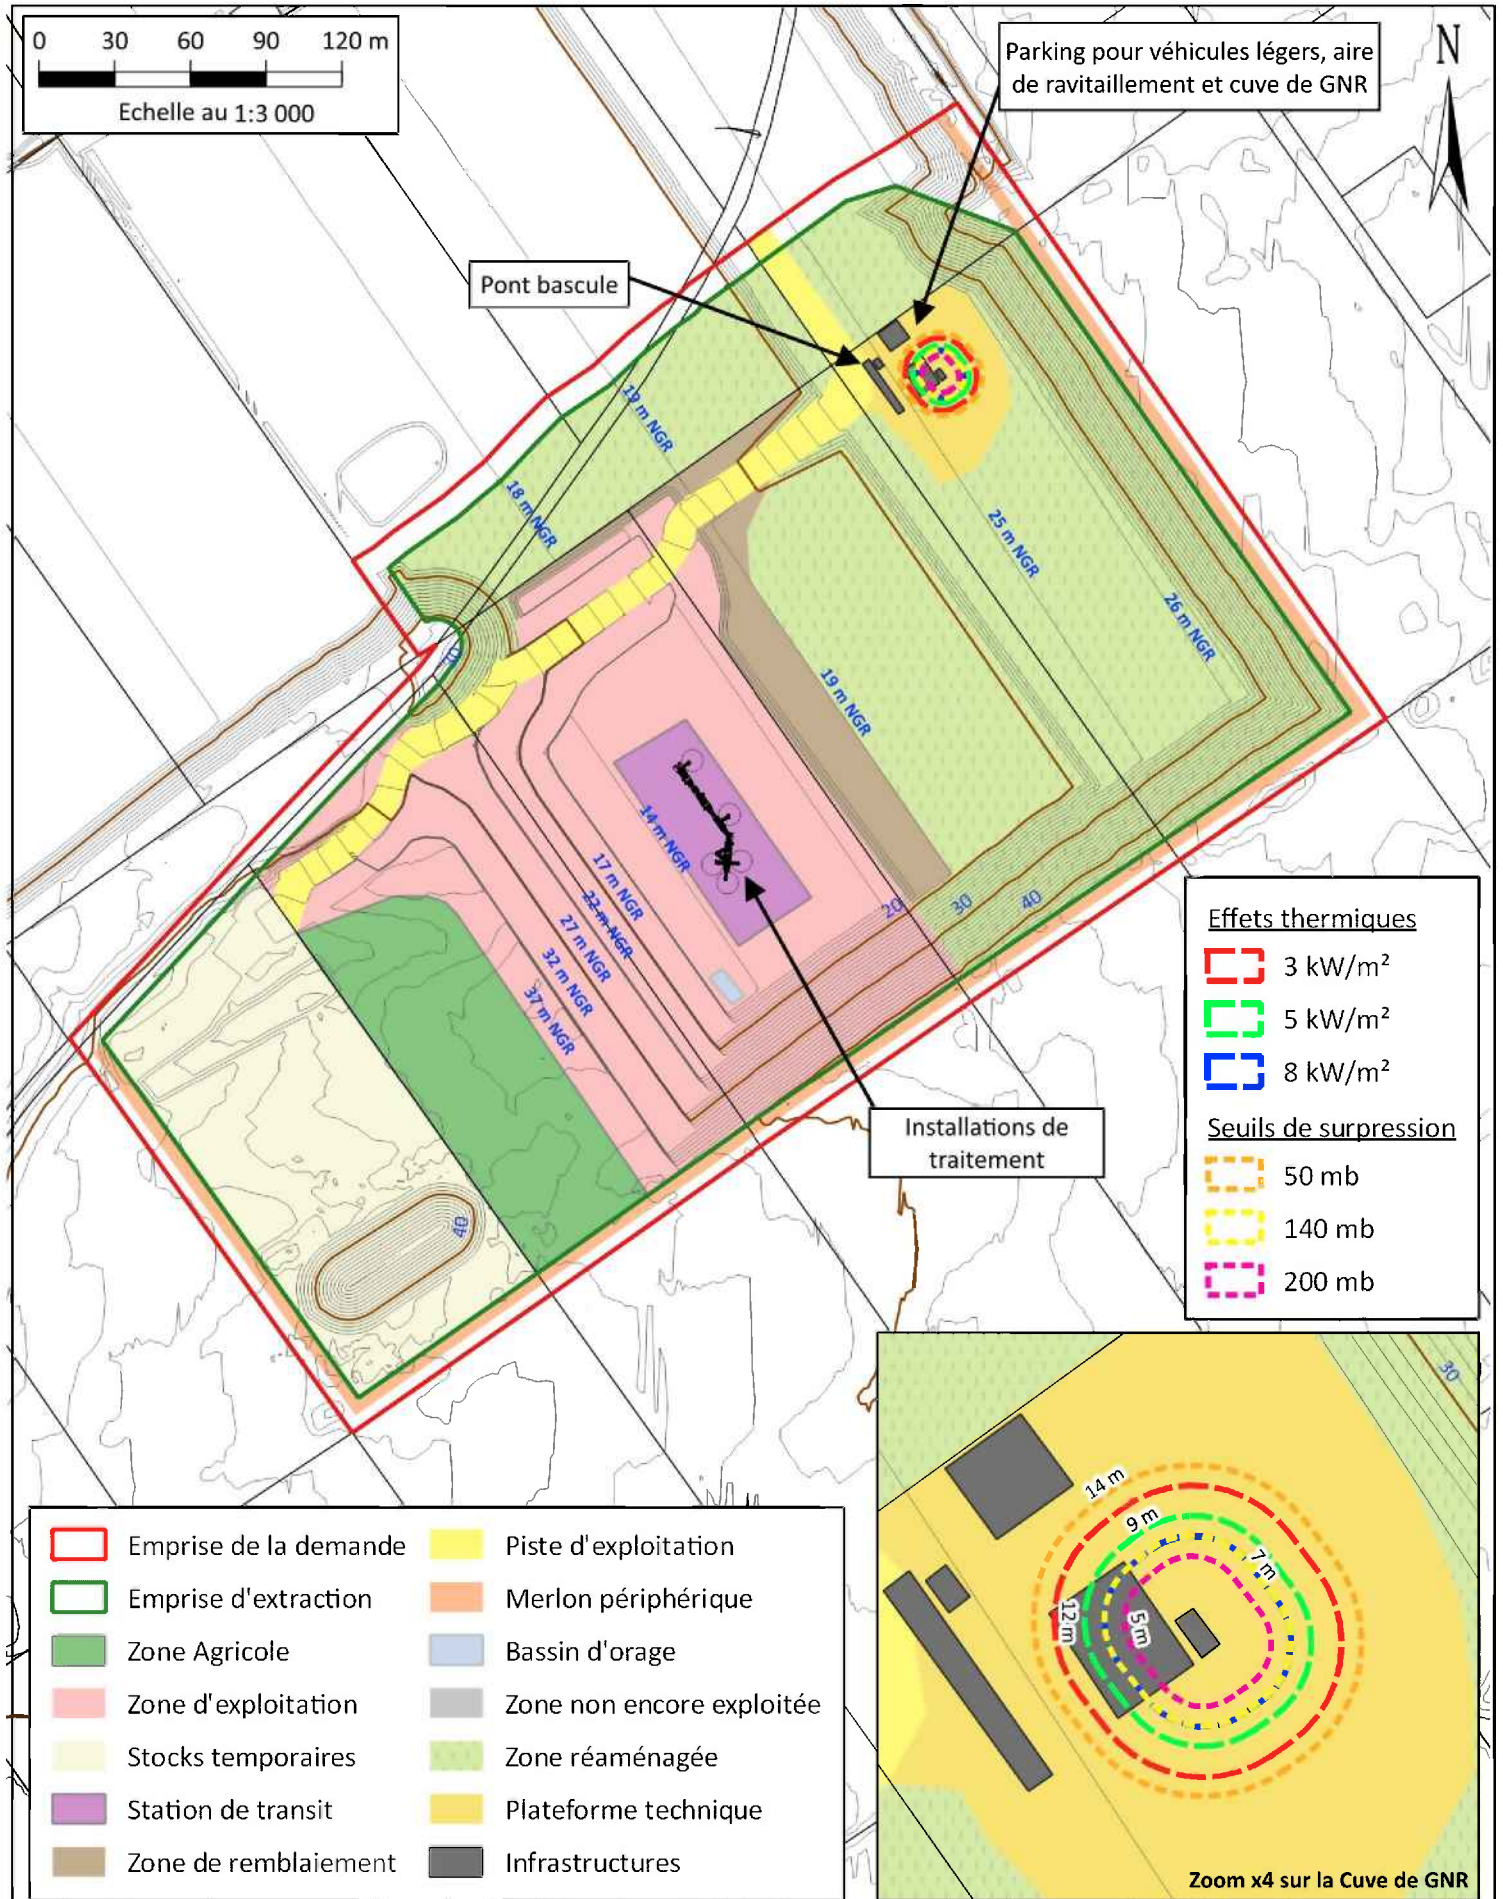 0 30 60 90 120 m
Echelle au 1:3 000
Parking pour véhicules légers, aire
de ravitaillement et cuve de GNR
N
Pont bascule
19 m NGR
18 m NGR
25 m NGR
26 m NGR
19 m NGR
14 m NGR
17 m NGR
22 m NGR
27 m NGR
32 m NGR
37 m NGR
20
30
40
40
Installations de
traitement
Effets thermiques
3 kW/m²
5 kW/m²
8 kW/m²
Seuils de surpression
50 mb
140 mb
200 mb
30
14 m
9 m
7 m
12 m
5 m
Zoom x4 sur la Cuve de GNR
Emprise de la demande
Emprise d'extraction
Zone Agricole
Zone d'exploitation
Stocks temporaires
Station de transit
Zone de remblaiement
Piste d'exploitation
Merlon périphérique
Bassin d'orage
Zone non encore exploitée
Zone réaménagée
Plateforme technique
Infrastructures